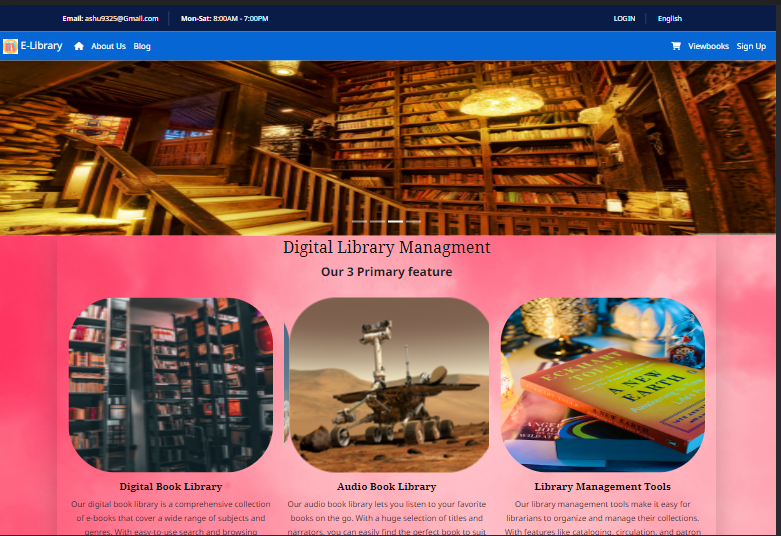 Email: ashu9325@Gmail.com Mon-Sat: 8:00AM - 7:00PM LOGIN English
E-Library About Us Blog Viewbooks Sign Up
Digital Library Managment
Our 3 Primary feature
ECKHART
TOLLE
A NEW
EARTH
A NEW EARTH
Digital Book Library Audio Book Library Library Management Tools
Our digital book library is a comprehensive collection Our audio book library lets you listen to your favorite Our library management tools make it easy for
of e-books that cover a wide range of subjects and books on the go. With a huge selection of titles and librarians to organize and manage their collections.
genres. With easy-to-use search and browsing narrators, you can easily find the perfect book to suit With features like cataloging, circulation, and patron